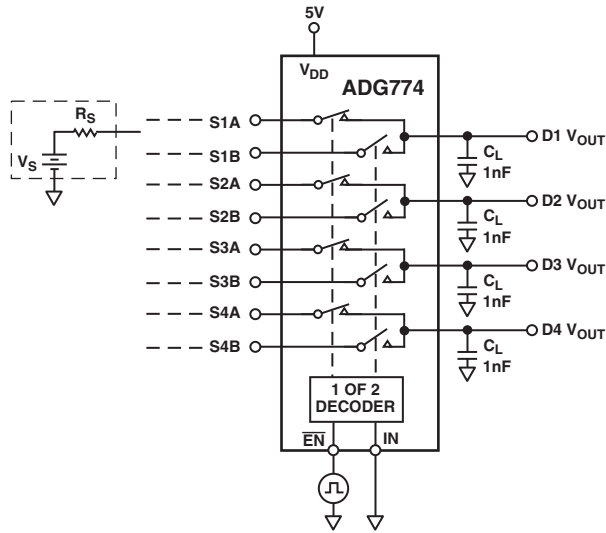 5V
VDD
ADG774
RS
VS
S1A
S1B
S2A
S2B
S3A
S3B
S4A
S4B
D1 VOUT
CL
1nF
D2 VOUT
CL
1nF
D3 VOUT
CL
1nF
D4 VOUT
CL
1nF
1 OF 2
DECODER
EN
IN